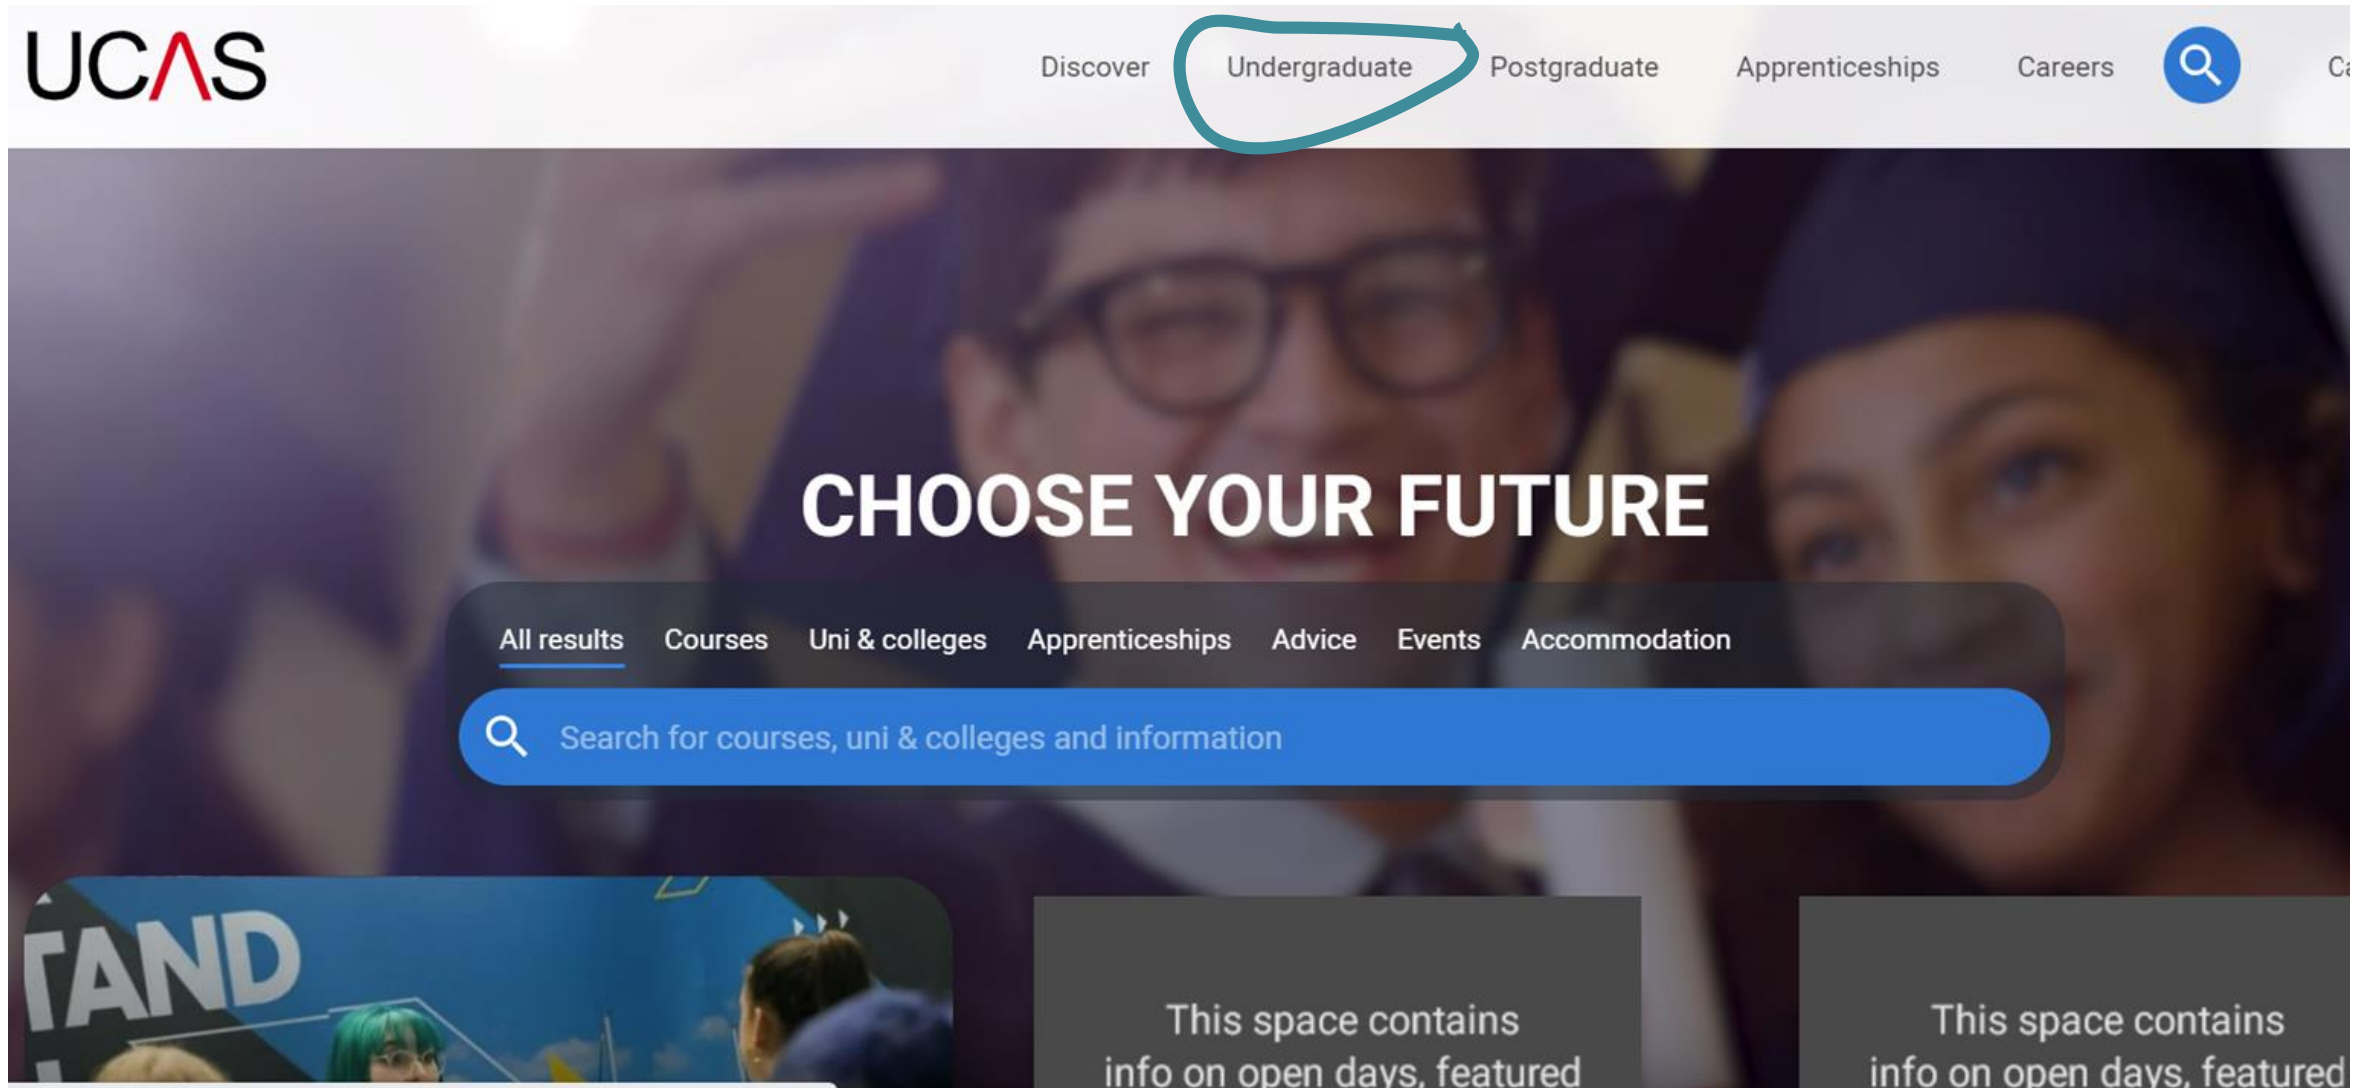 UCAS
Discover Undergraduate Postgraduate Apprenticeships Careers
CHOOSE YOUR FUTURE
All results Courses Uni & colleges Apprenticeships Advice Events Accommodation
Search for courses, uni & colleges and information
TAND
This space contains
info on open days, featured
This space contains
info on open days, featured